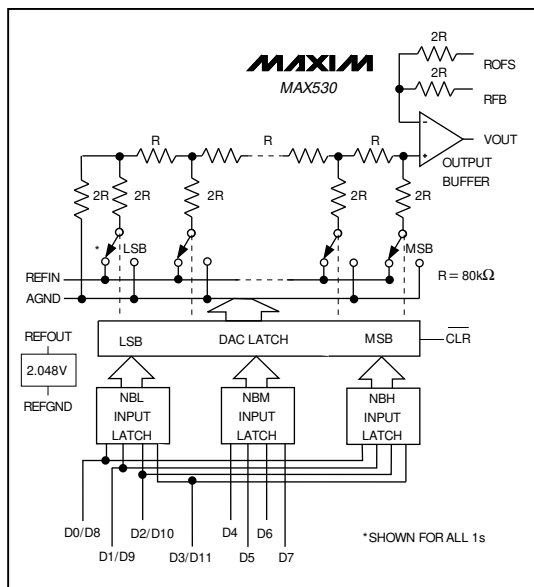 MAXIM
MAX530
2R
ROFS
2R
RFB
-
+
VOUT
OUTPUT
BUFFER
R
R
R
2R
2R
2R
2R
2R
*
LSB
MSB
REFIN
AGND
R = 80kΩ
REFOUT
2.048V
REFGND
LSB
DAC LATCH
MSB
CLR
NBL
INPUT
LATCH
NBM
INPUT
LATCH
NBH
INPUT
LATCH
D0/D8
D1/D9
D2/D10
D3/D11
D4
D5
D6
D7
*SHOWN FOR ALL 1s